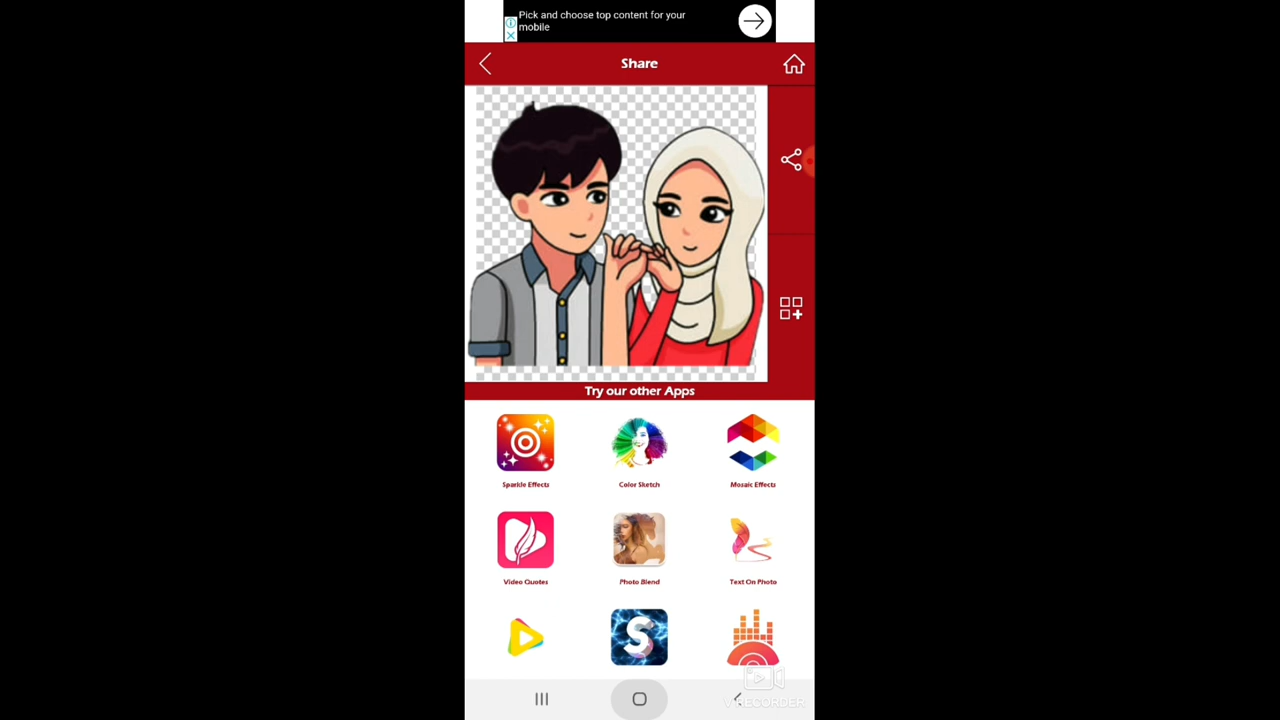 Pick and choose top content for your
mobile
Share
Try our other Apps
Sparkle Effects
Color Sketch
Mosaic Effects
Video Quotes
Photo Blend
Text On Photo
S
V RECORDER